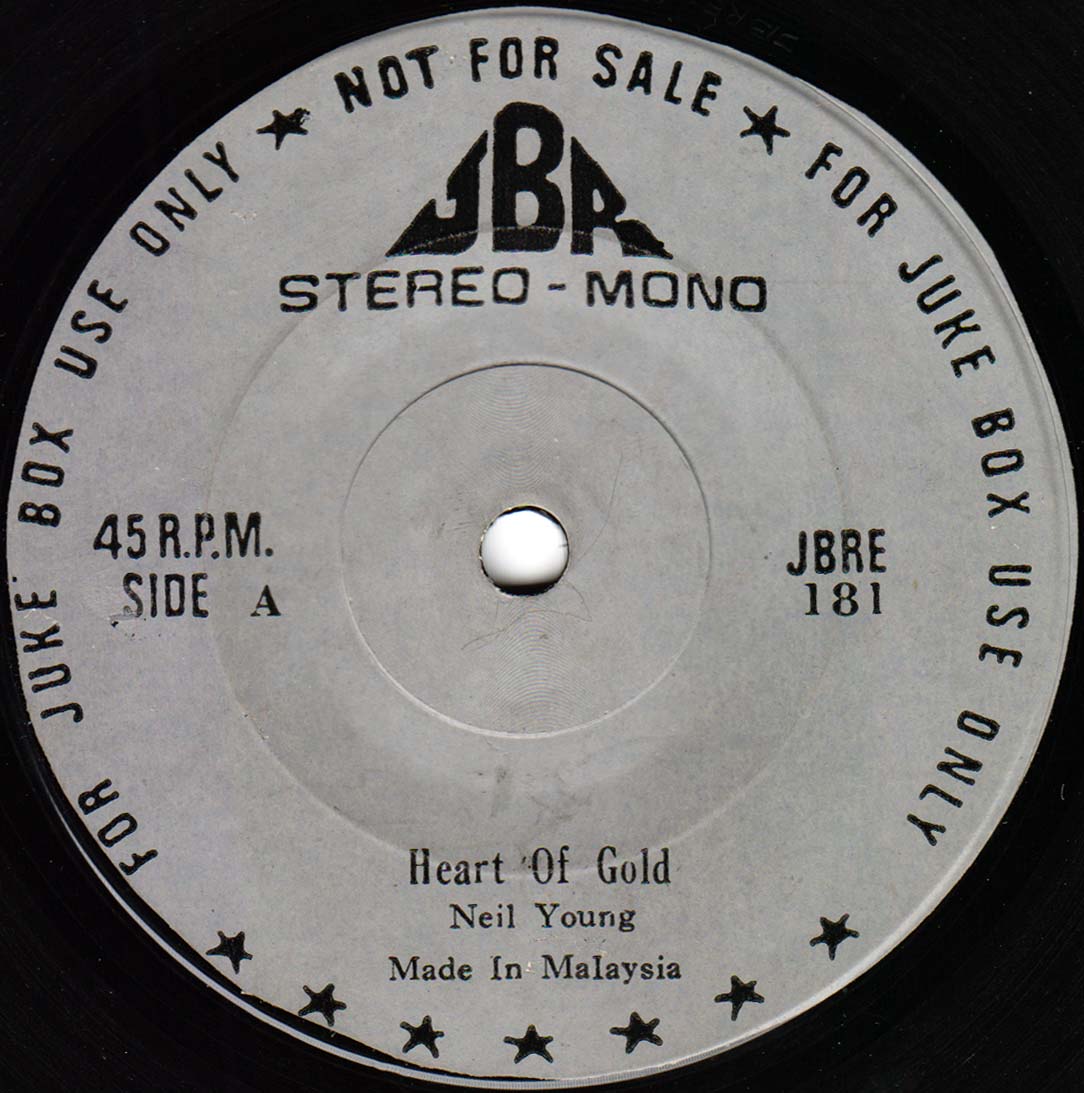 FOR JUKE BOX USE ONLY ★ NOT FOR SALE ★ FOR JUKE BOX USE ONLY
JBR
STEREO - MONO
45 R.P.M.
SIDE A
JBRE
181
Heart Of Gold
Neil Young
Made In Malaysia